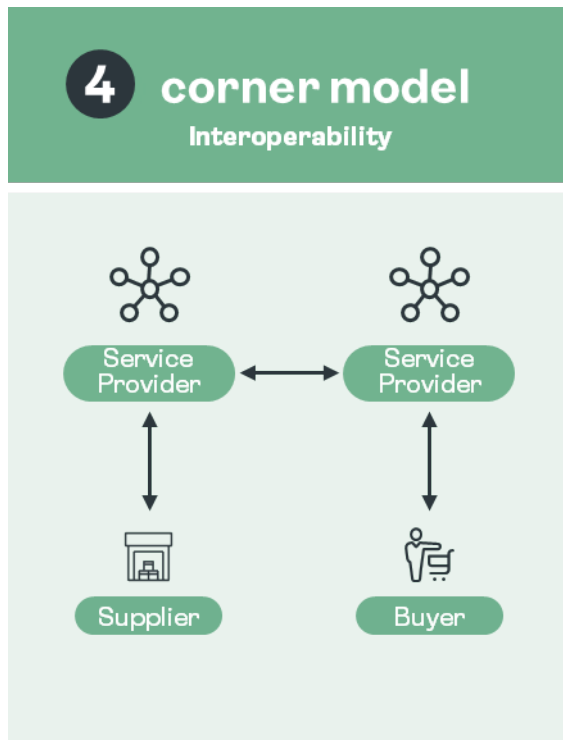 4 corner model
Interoperability
Service
Provider
Service
Provider
Supplier
Buyer